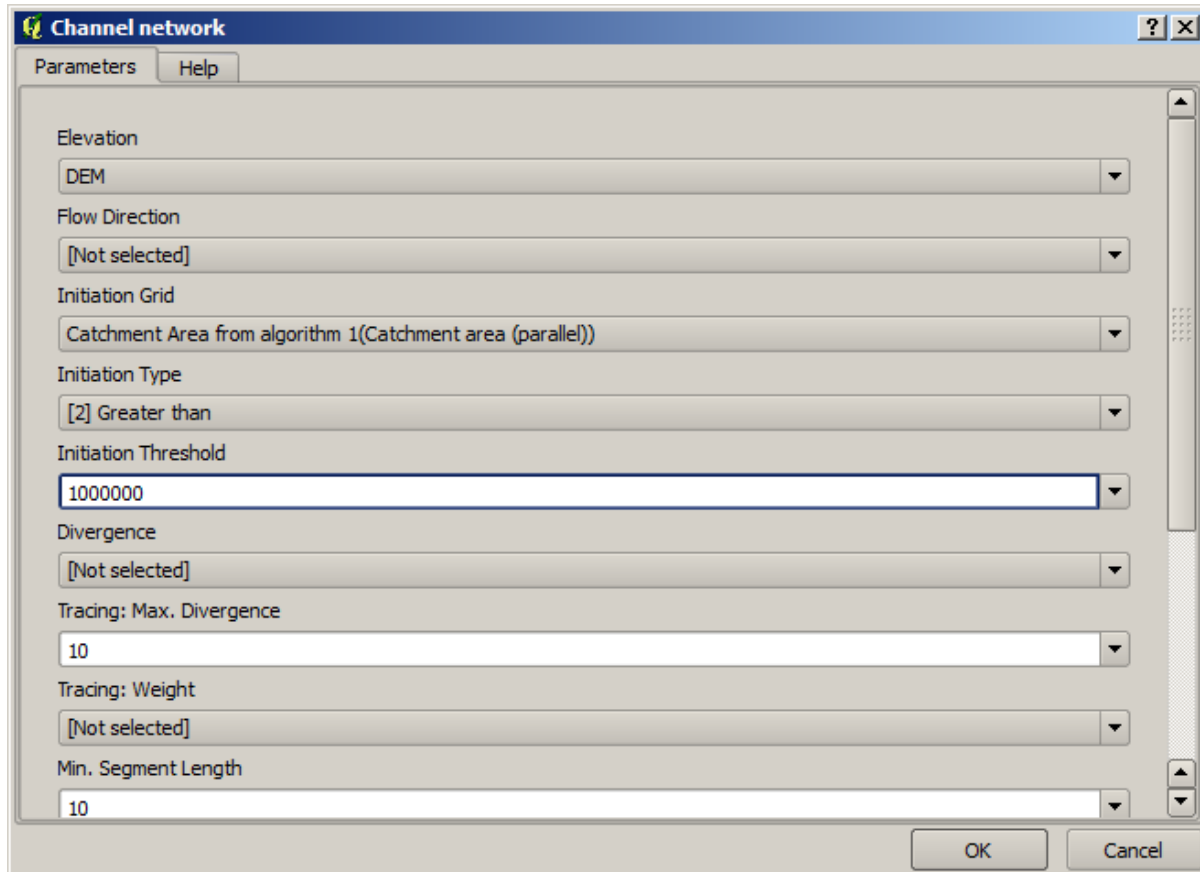 Channel network
Parameters Help
Elevation
DEM
Flow Direction
[Not selected]
Initiation Grid
Catchment Area from algorithm 1(Catchment area (parallel))
Initiation Type
[2] Greater than
Initiation Threshold
1000000
Divergence
[Not selected]
Tracing: Max. Divergence
10
Tracing: Weight
[Not selected]
Min. Segment Length
10
OK Cancel